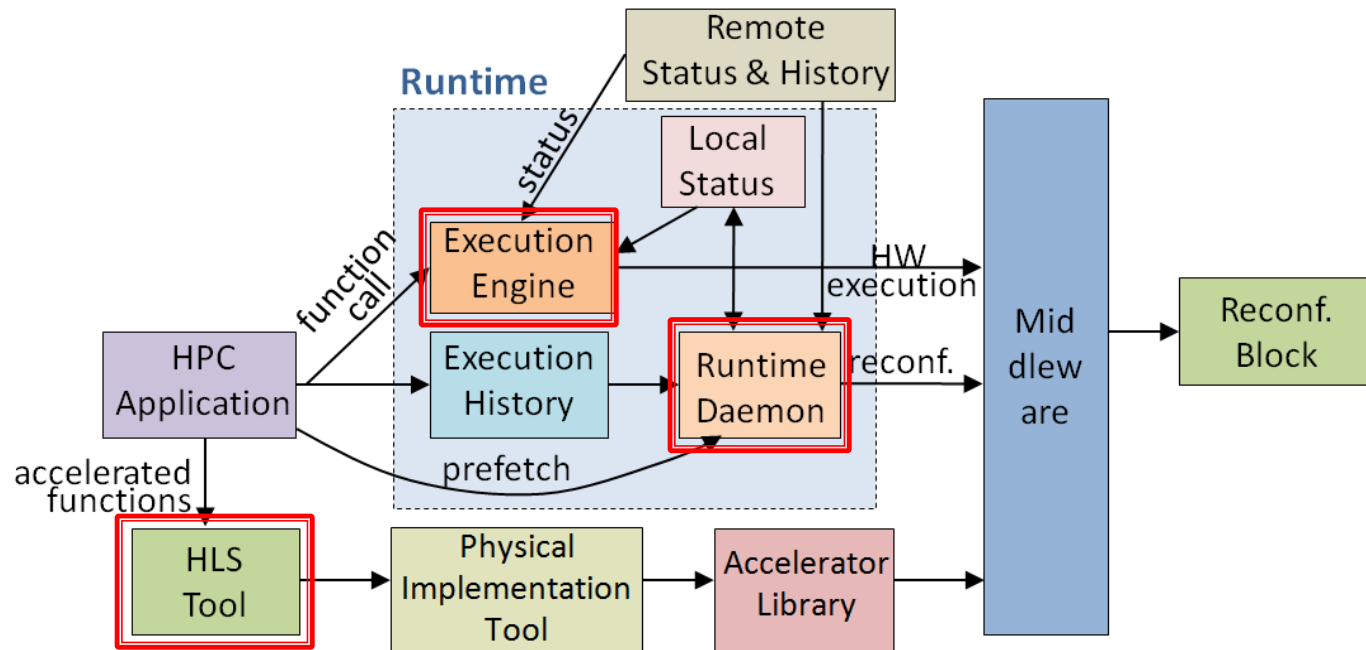 Remote
Status & History
Runtime
status
Local
Status
function
call
Execution
Engine
HW
execution
HPC
Application
Execution
History
Runtime
Daemon
reconf.
Mid
dlew
are
Reconf.
Block
prefetch
accelerated
functions
HLS
Tool
Physical
Implementation
Tool
Accelerator
Library